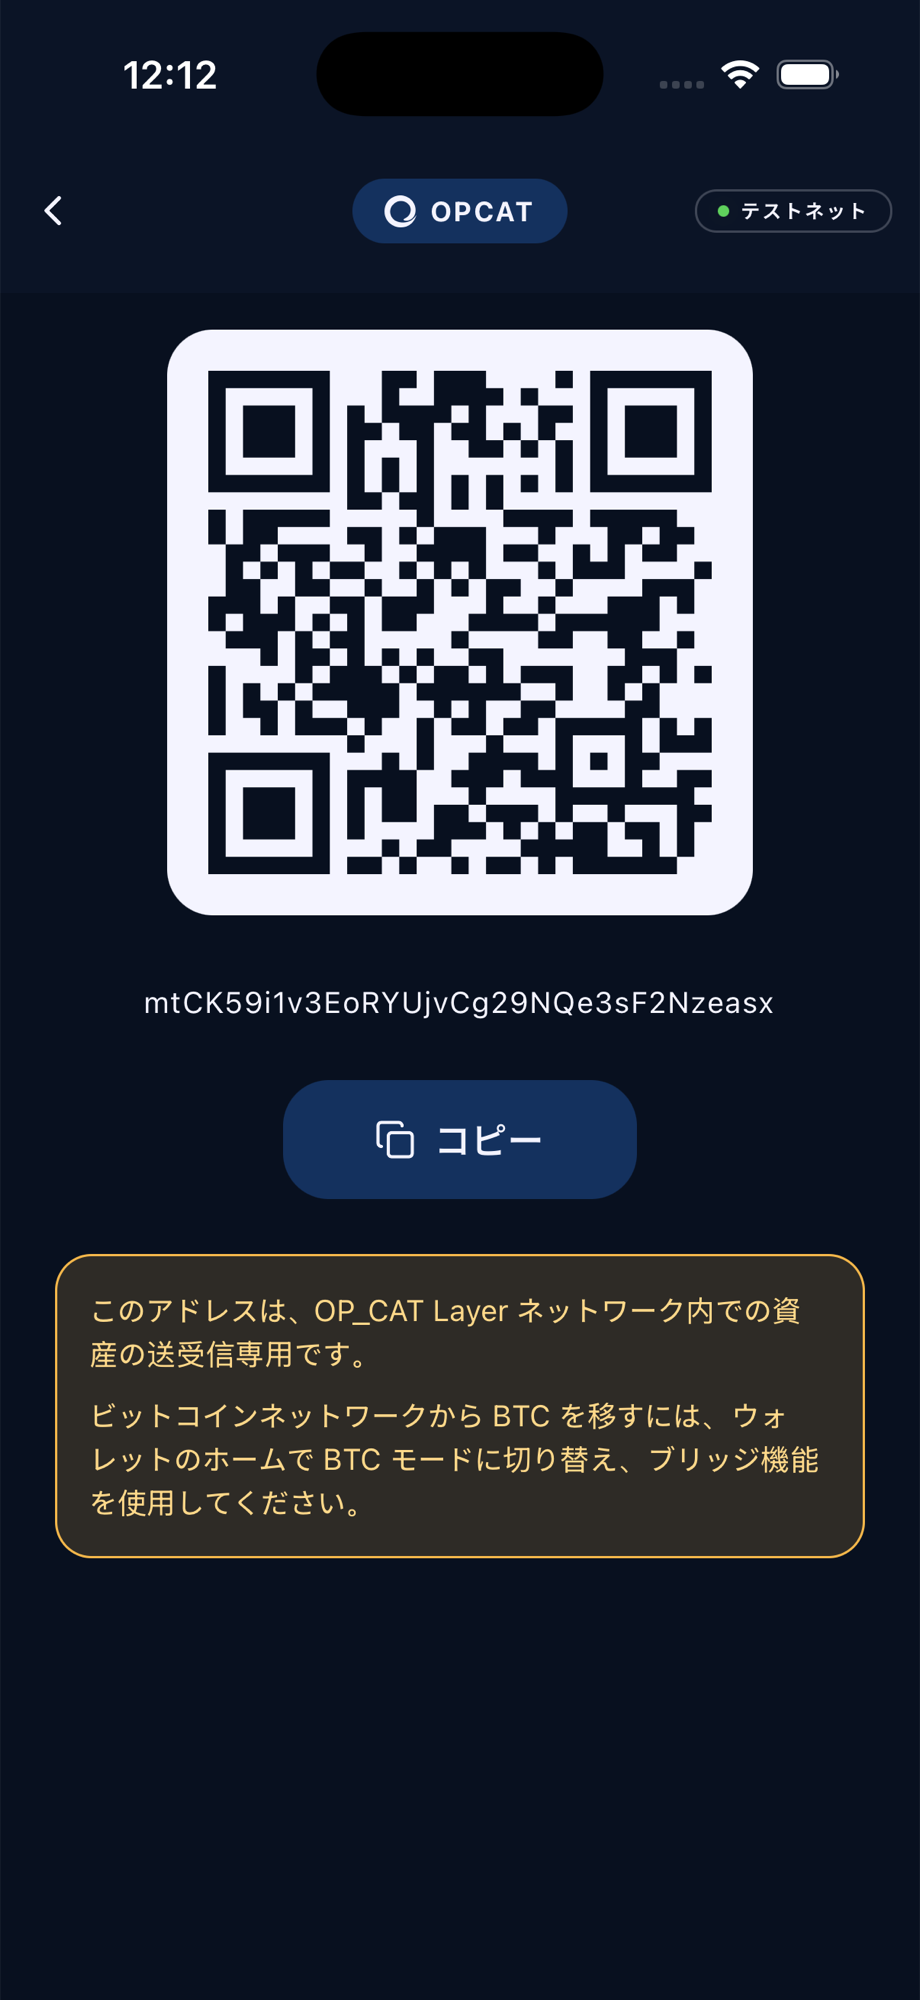 12:12
OPCAT
テストネット
mtCK59i1v3EoRYUjvCg29NQe3sF2Nzeasx
コピー
このアドレスは、OP_CAT Layer ネットワーク内での資
産の送受信専用です。
ビットコインネットワークから BTC を移すには、ウォ
レットのホームで BTC モードに切り替え、ブリッジ機能
を使用してください。